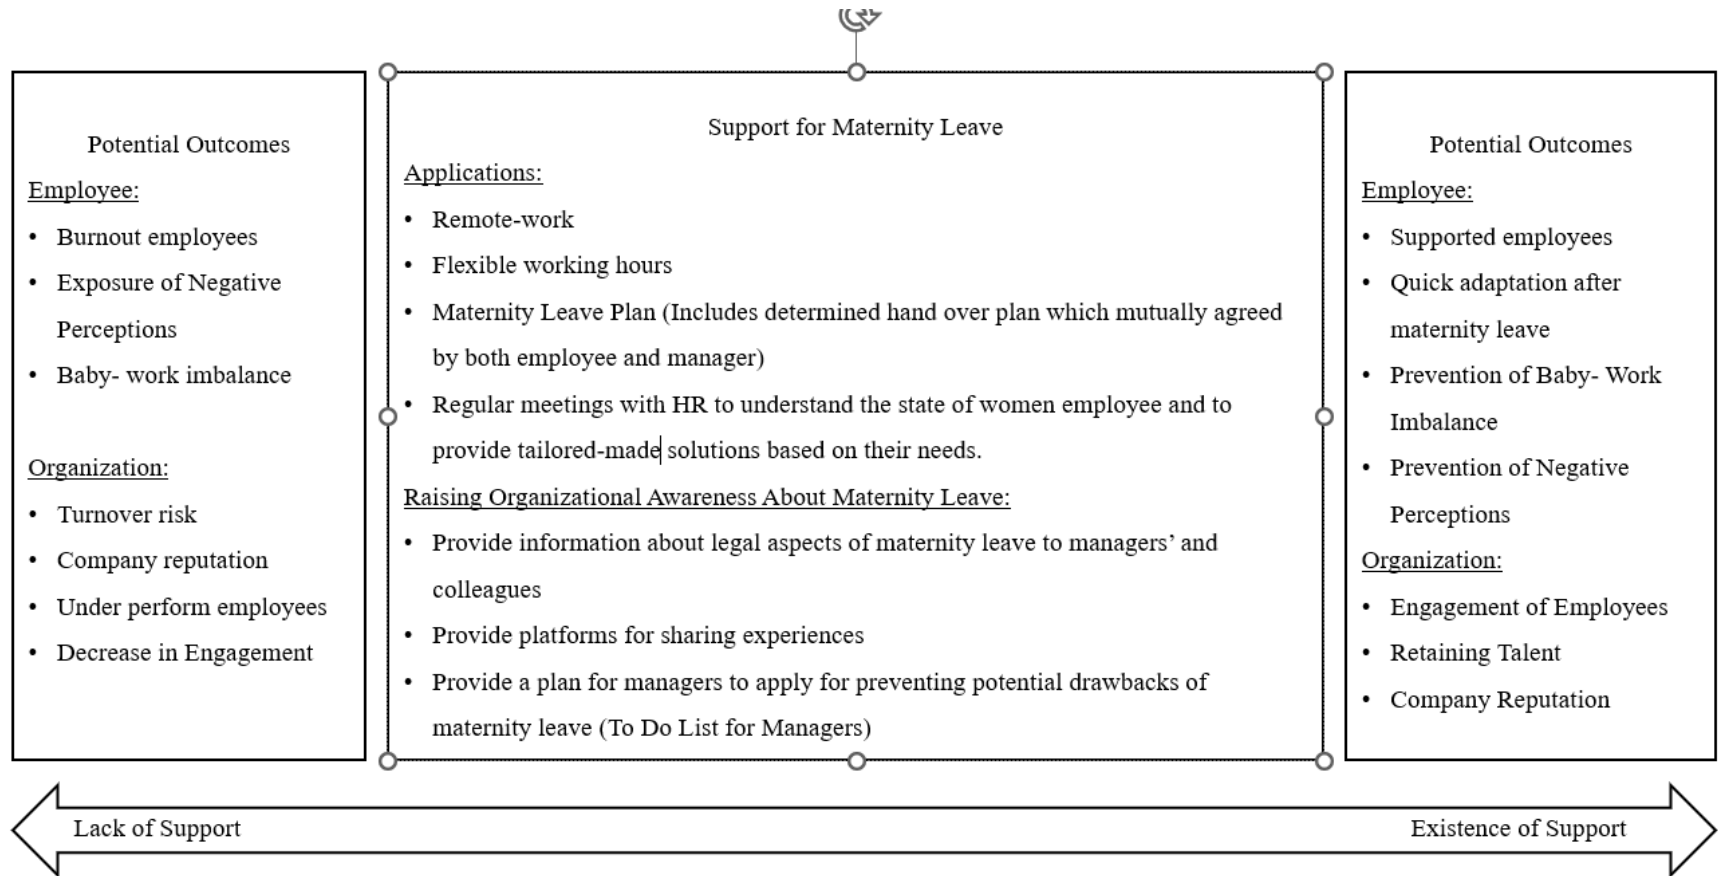 Potential Outcomes
Employee:
• Burnout employees
• Exposure of Negative
Perceptions
• Baby- work imbalance
Organization:
• Turnover risk
• Company reputation
• Under perform employees
• Decrease in Engagement
Support for Maternity Leave
Applications:
• Remote-work
• Flexible working hours
• Maternity Leave Plan (Includes determined hand over plan which mutually agreed
by both employee and manager)
• Regular meetings with HR to understand the state of women employee and to
provide tailored-made solutions based on their needs.
Raising Organizational Awareness About Maternity Leave:
• Provide information about legal aspects of maternity leave to managers’ and
colleagues
• Provide platforms for sharing experiences
• Provide a plan for managers to apply for preventing potential drawbacks of
maternity leave (To Do List for Managers)
Potential Outcomes
Employee:
• Supported employees
• Quick adaptation after
maternity leave
• Prevention of Baby- Work
Imbalance
• Prevention of Negative
Perceptions
Organization:
• Engagement of Employees
• Retaining Talent
• Company Reputation
Lack of Support
Existence of Support